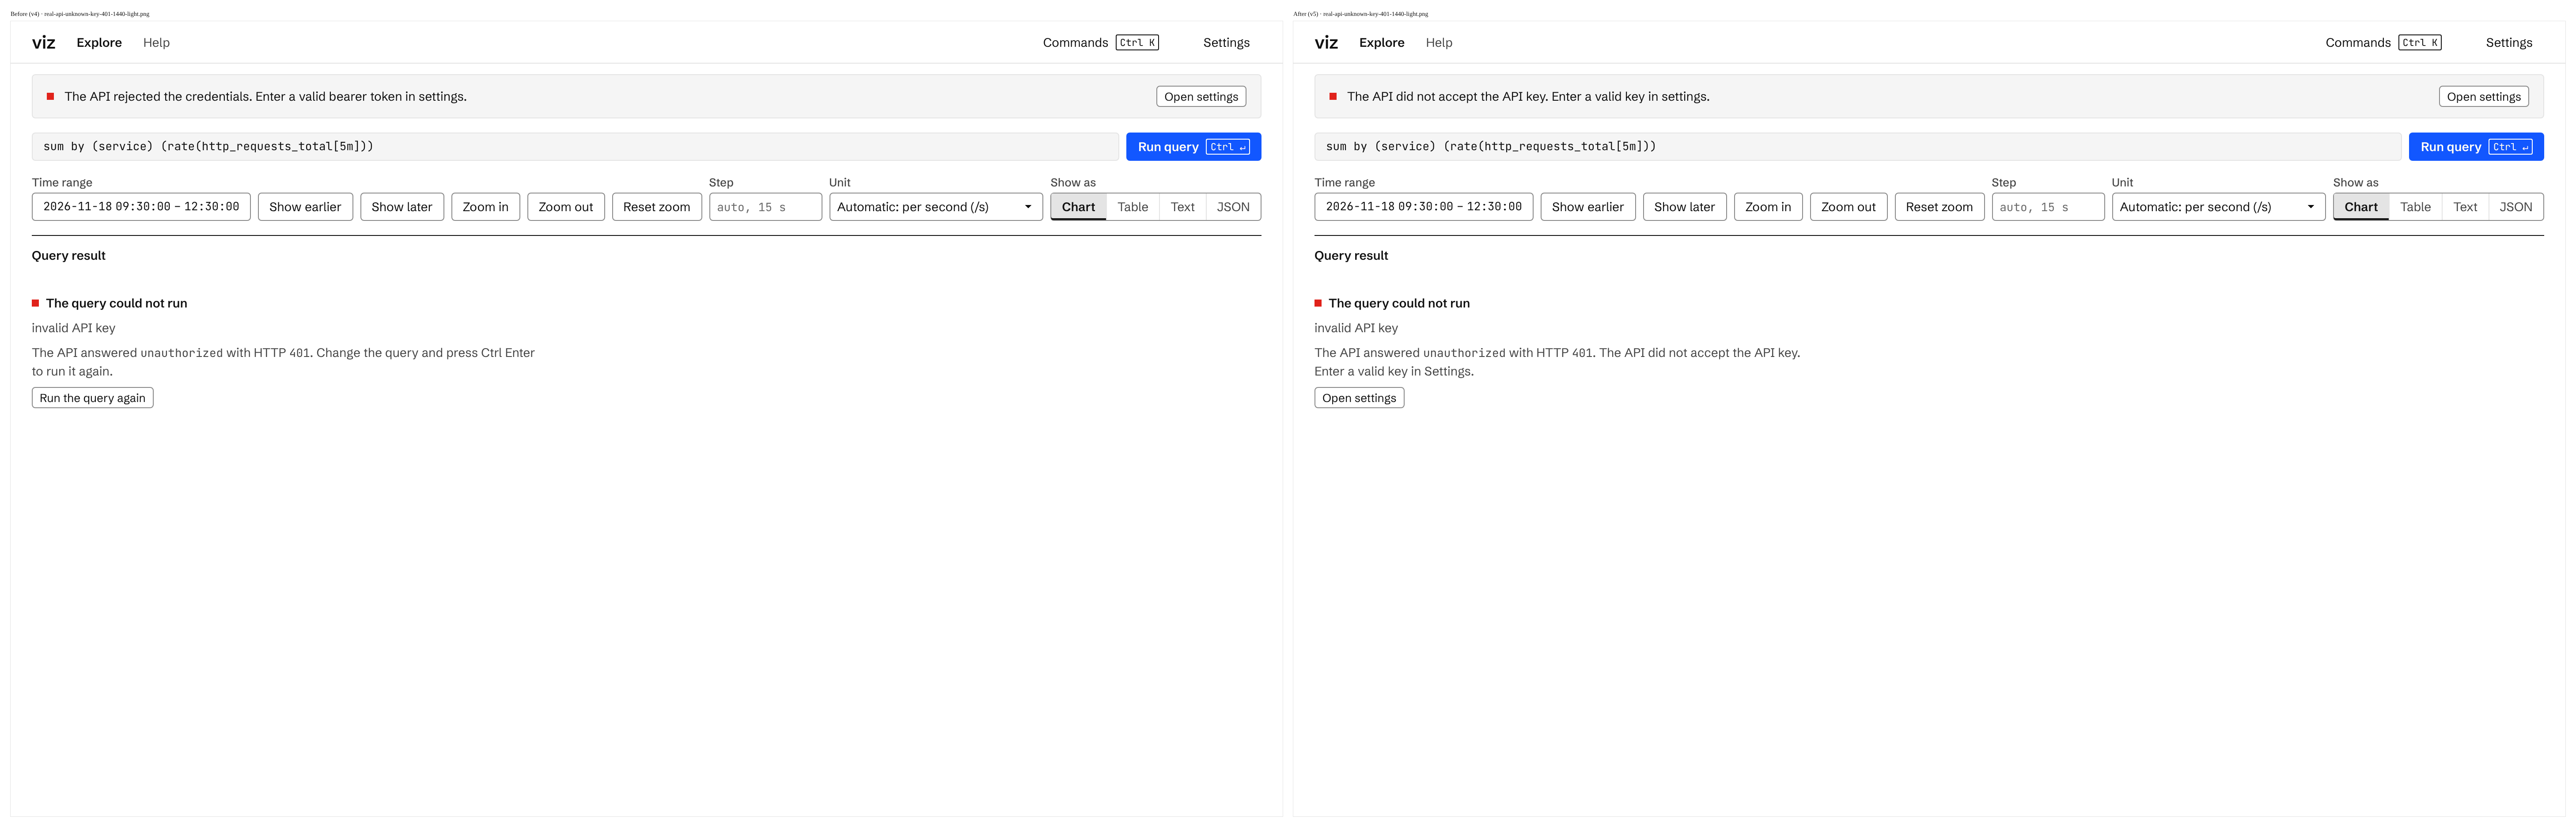 Before (v4) · real-api-unknown-key-401-1440-light.png
viz Explore Help Commands Ctrl K Settings
The API rejected the credentials. Enter a valid bearer token in settings. Open settings
sum by (service) (rate(http_requests_total[5m])) Run query Ctrl ↵
Time range Step Unit Show as
2026-11-18 09:30:00 – 12:30:00 Show earlier Show later Zoom in Zoom out Reset zoom auto, 15 s Automatic: per second (/s) Chart Table Text JSON
Query result
The query could not run
invalid API key
The API answered unauthorized with HTTP 401. Change the query and press Ctrl Enter
to run it again.
Run the query again
After (v5) · real-api-unknown-key-401-1440-light.png
viz Explore Help Commands Ctrl K Settings
The API did not accept the API key. Enter a valid key in settings. Open settings
sum by (service) (rate(http_requests_total[5m])) Run query Ctrl ↵
Time range Step Unit Show as
2026-11-18 09:30:00 – 12:30:00 Show earlier Show later Zoom in Zoom out Reset zoom auto, 15 s Automatic: per second (/s) Chart Table Text JSON
Query result
The query could not run
invalid API key
The API answered unauthorized with HTTP 401. The API did not accept the API key.
Enter a valid key in Settings.
Open settings